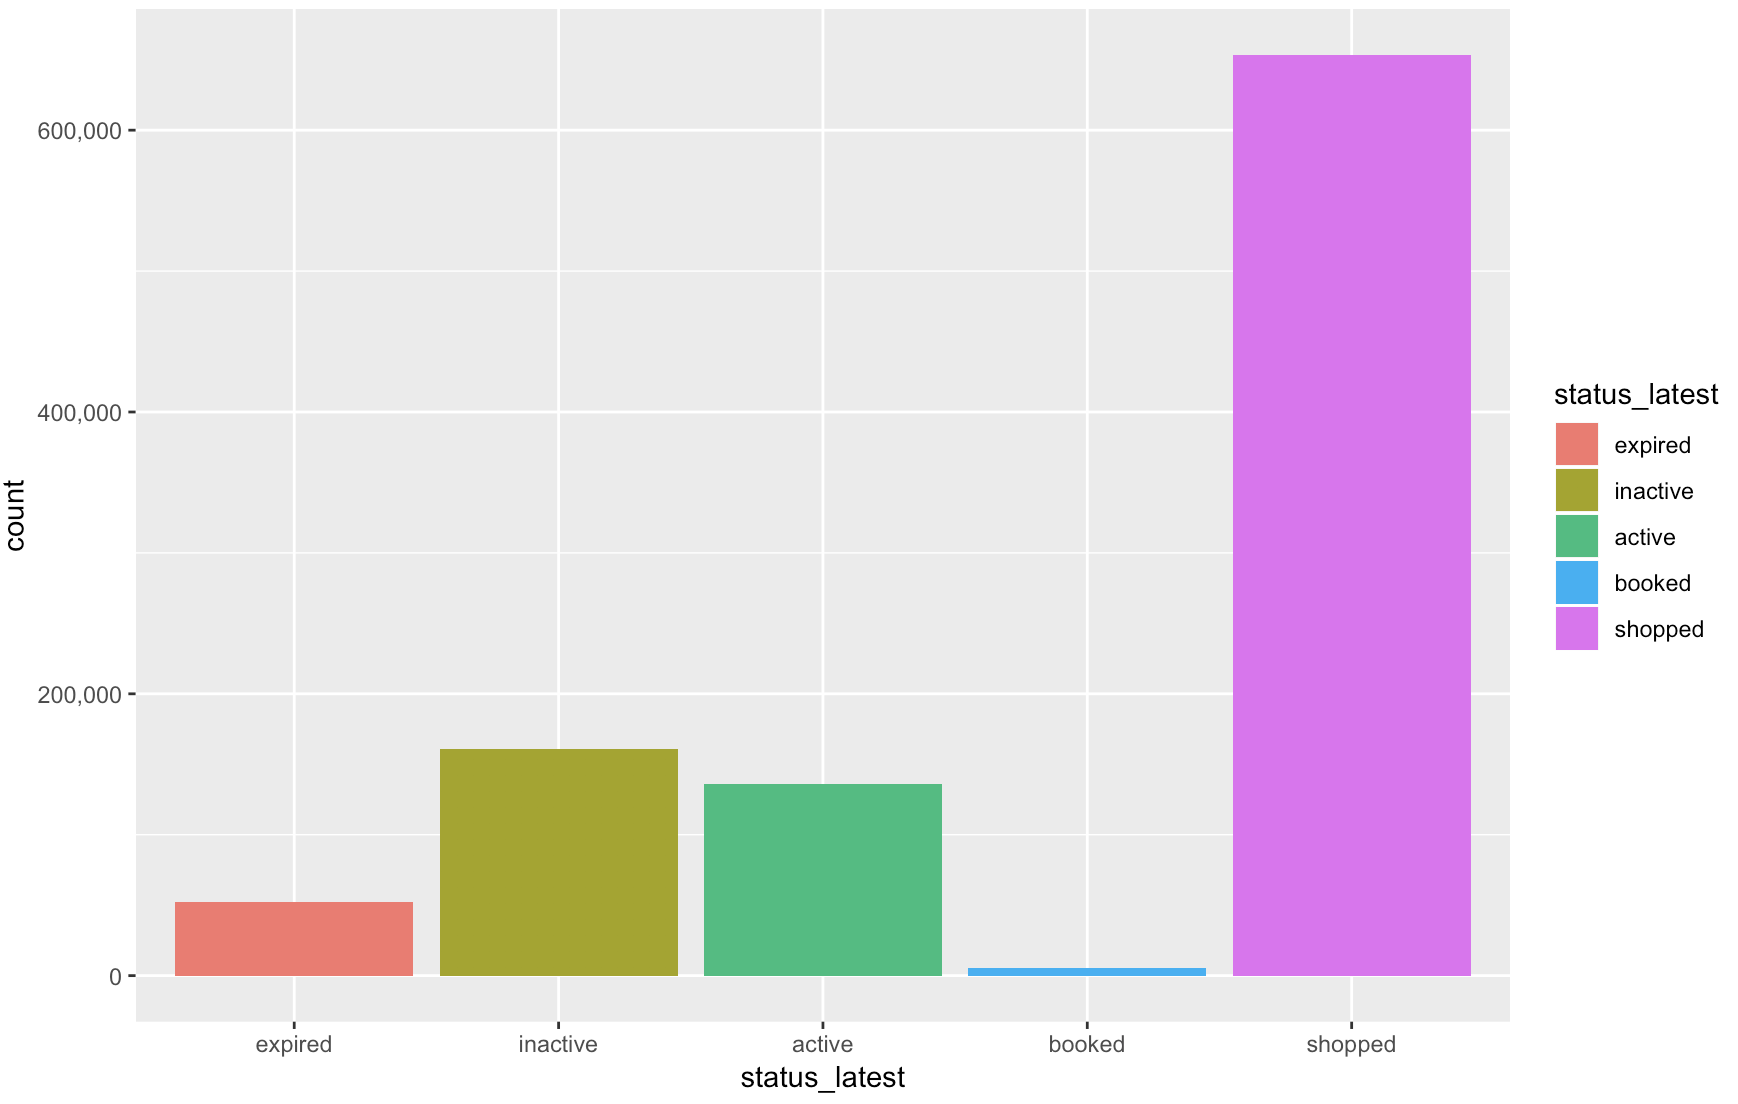 600,000
400,000
200,000
0
count
expired
inactive
active
booked
shopped
status_latest
status_latest
expired
inactive
active
booked
shopped